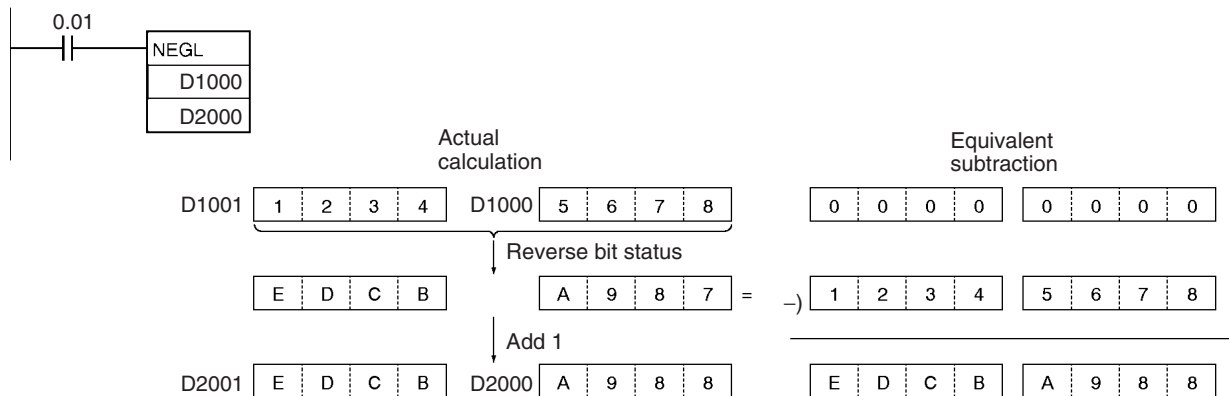 0.01
NEGL
D1000
D2000
Actual
calculation
Equivalent
subtraction
D1001 1 2 3 4 D1000 5 6 7 8 0 0 0 0 0 0 0 0
Reverse bit status
E D C B A 9 8 7 = –) 1 2 3 4 5 6 7 8
Add 1
D2001 E D C B D2000 A 9 8 8 E D C B A 9 8 8